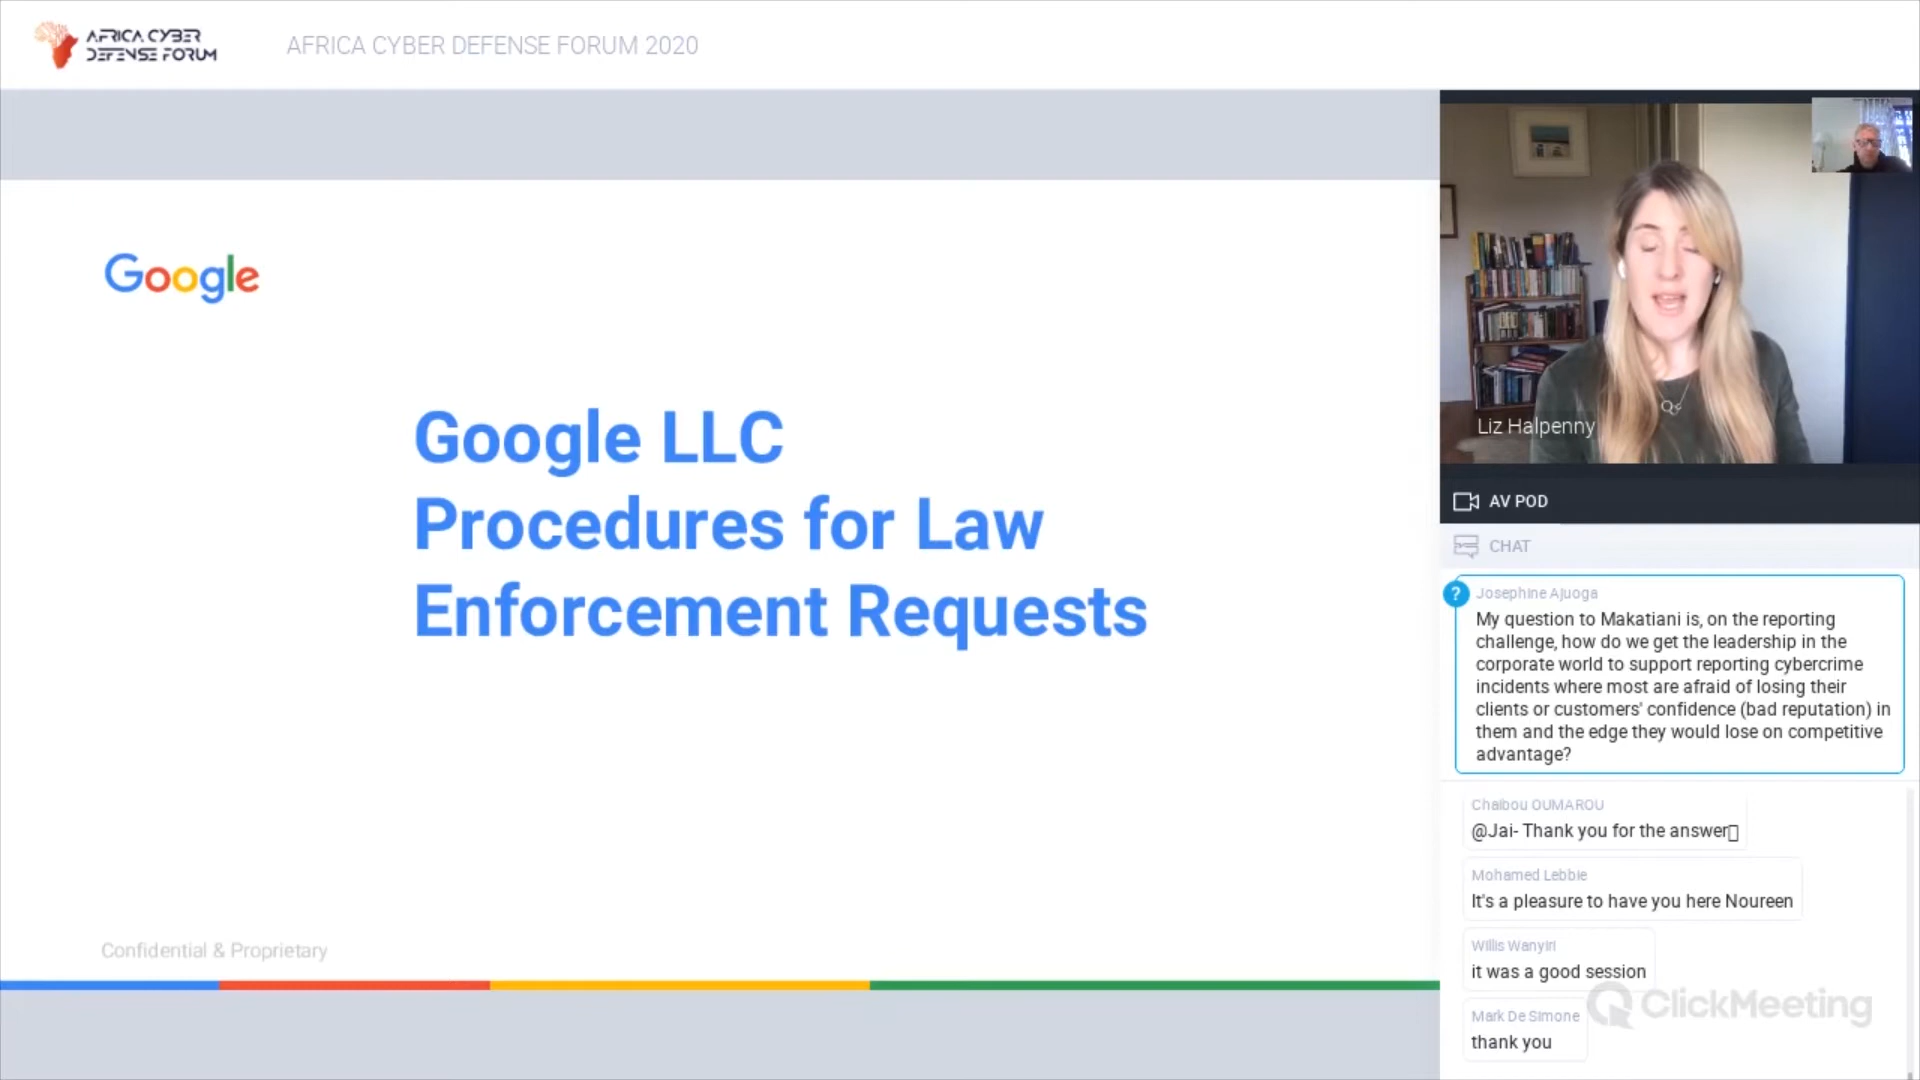 AFRICA CYBER
DEFENSE FORUM
AFRICA CYBER DEFENSE FORUM 2020
Google
Google LLC
Procedures for Law
Enforcement Requests
Confidential & Proprietary
Liz Halpenny
AV POD
CHAT
?
Josephine Ajuoga
My question to Makatiani is, on the reporting
challenge, how do we get the leadership in the
corporate world to support reporting cybercrime
incidents where most are afraid of losing their
clients or customers' confidence (bad reputation) in
them and the edge they would lose on competitive
advantage?
Chaibou OUMAROU
@Jai- Thank you for the answer
Mohamed Lebbie
It's a pleasure to have you here Noureen
Willis Wanyiri
it was a good session
Mark De Simone
thank you
ClickMeeting